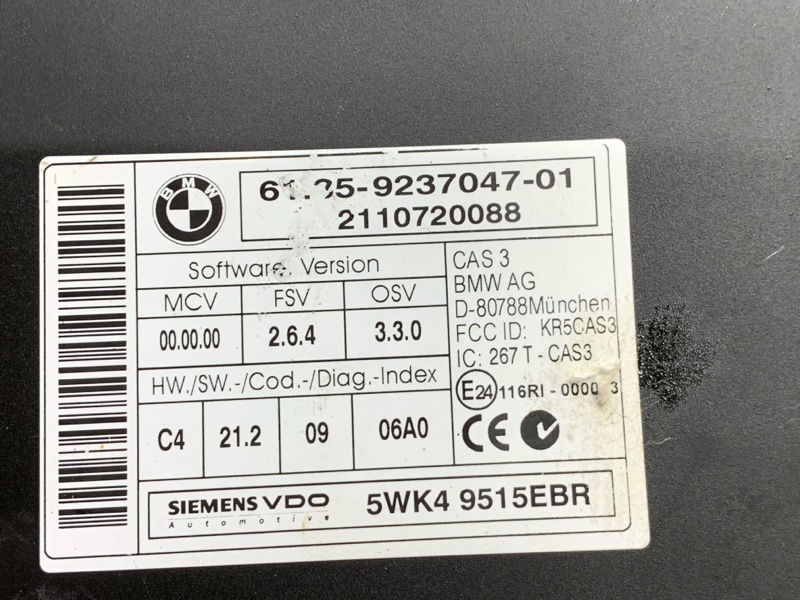 BMW
9237047-01
2110720088
Software Version
MCV FSV OSV
00.00.00 2.6.4 3.3.0
HW./SW.-/Cod.-/Diag.-Index
C4 21.2 09 06A0
CAS 3
BMW AG
D-80788München
FCC ID: KR5CAS3
IC: 267 T - CAS3
E24 116RI - 0000 3
CE
SIEMENS VDO
Automotive
5WK4 9515EBR